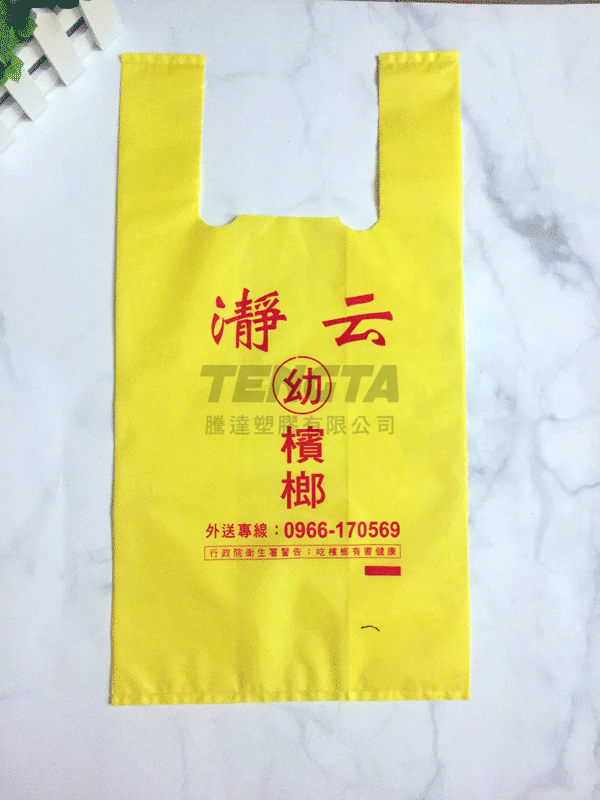 瀞 云
TENGTA
幼
騰達塑膠有限公司
檳
榔
外送專線：0966-170569
行政院衛生署警告：吃檳榔有害健康